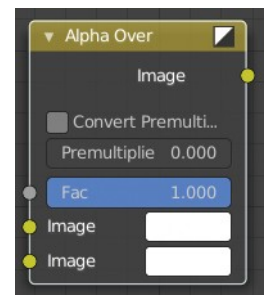 Alpha Over
Image
Convert Premulti...
Premultiplie 0.000
Fac 1.000
Image
Image